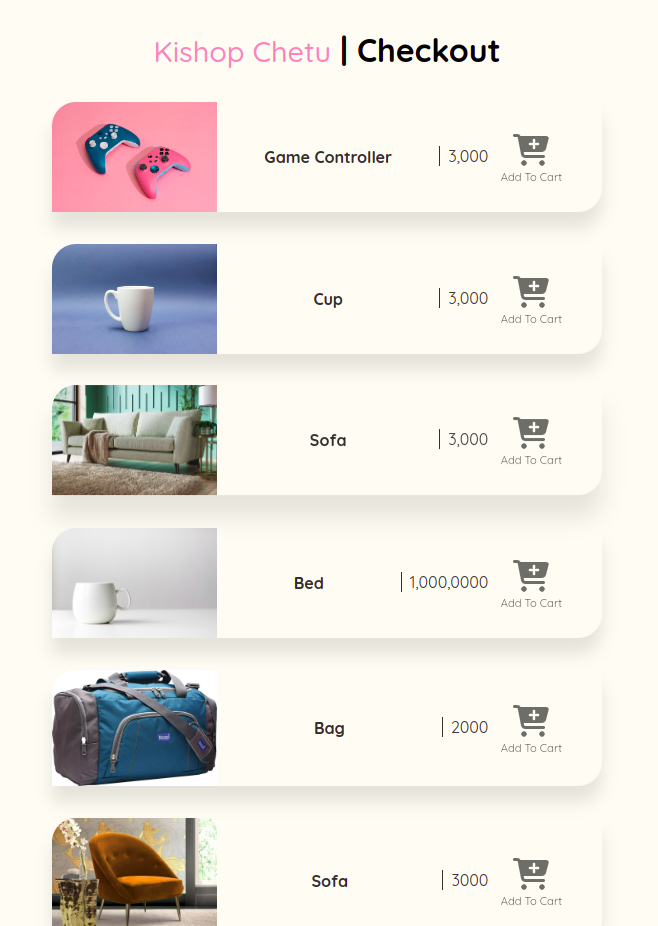 Kishop Chetu | Checkout
Game Controller | 3,000
Add To Cart
Cup | 3,000
Add To Cart
Sofa | 3,000
Add To Cart
Bed | 1,000,0000
Add To Cart
Bag | 2000
Add To Cart
Sofa | 3000
Add To Cart